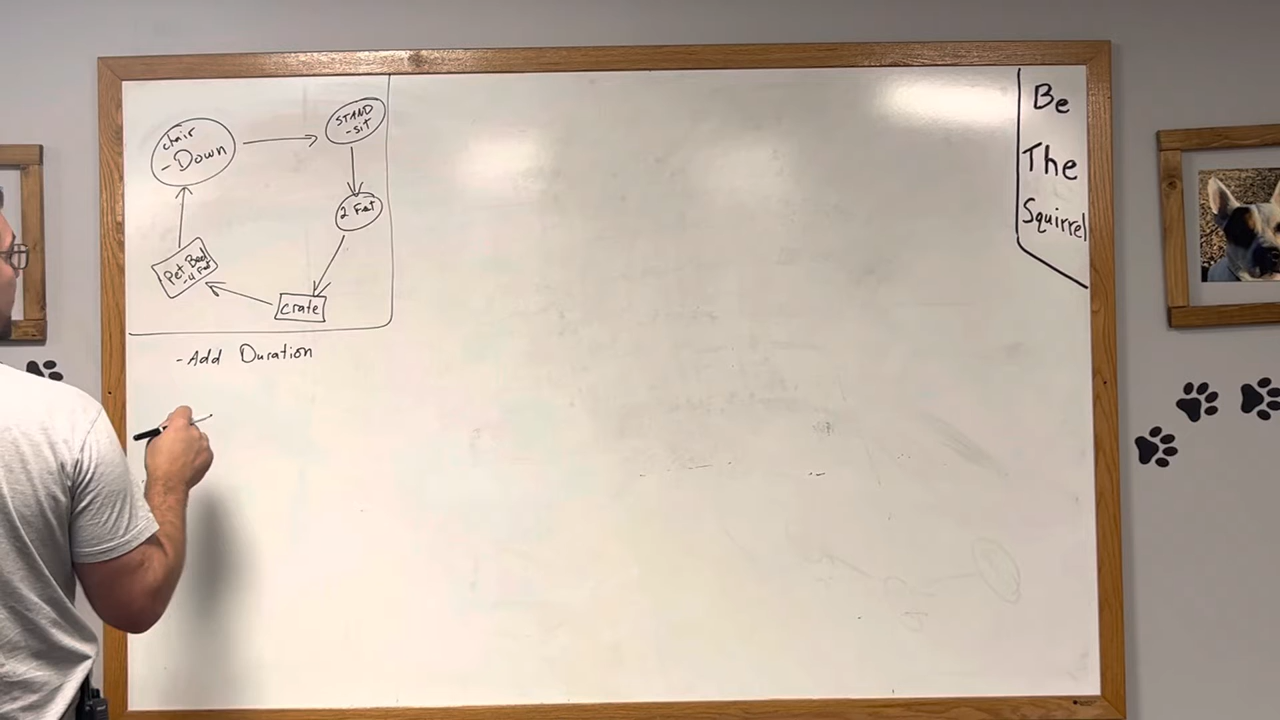 chair
-Down
STAND
-sit
2 Feet
crate
Pet Bed
-4 Feet
-Add Duration
Be
The
Squirrel